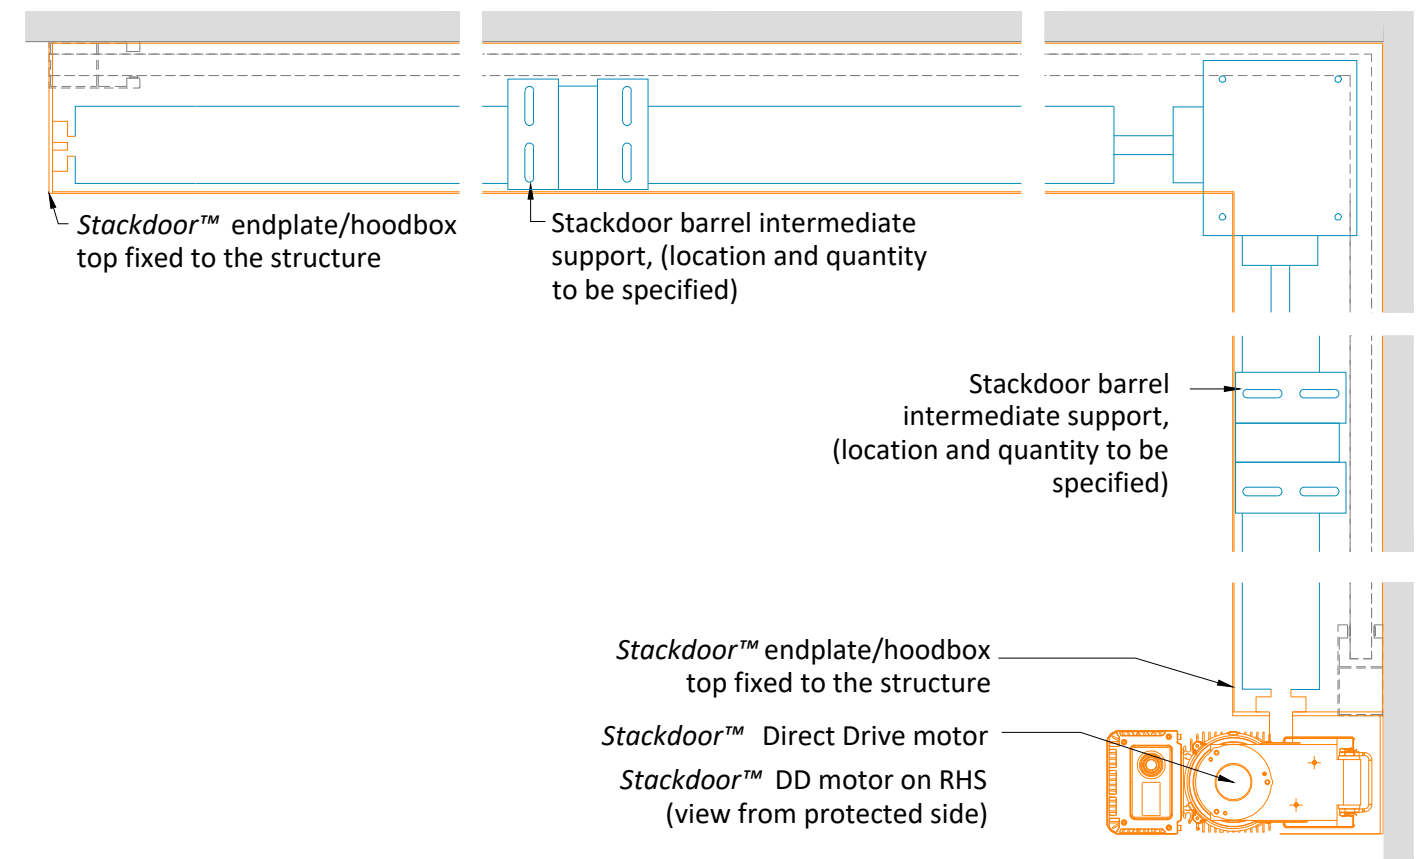 Stackdoor™ endplate/hoodbox
top fixed to the structure
Stackdoor barrel intermediate
support, (location and quantity
to be specified)
Stackdoor barrel
intermediate support,
(location and quantity to be
specified)
Stackdoor™ endplate/hoodbox
top fixed to the structure
Stackdoor™ Direct Drive motor
Stackdoor™ DD motor on RHS
(view from protected side)